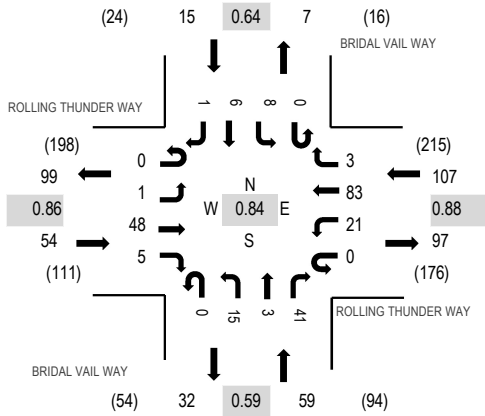 (24) 15 0.64 7 (16)
BRIDAL VAIL WAY
ROLLING THUNDER WAY
1 6 8 0
(198) (215)
0 3
99 107
1 N 83
0.86 W 0.84 E 0.88
48 21
54 S 97
5 0
(111) (176)
0 15 3 41
ROLLING THUNDER WAY
BRIDAL VAIL WAY
(54) 32 0.59 59 (94)